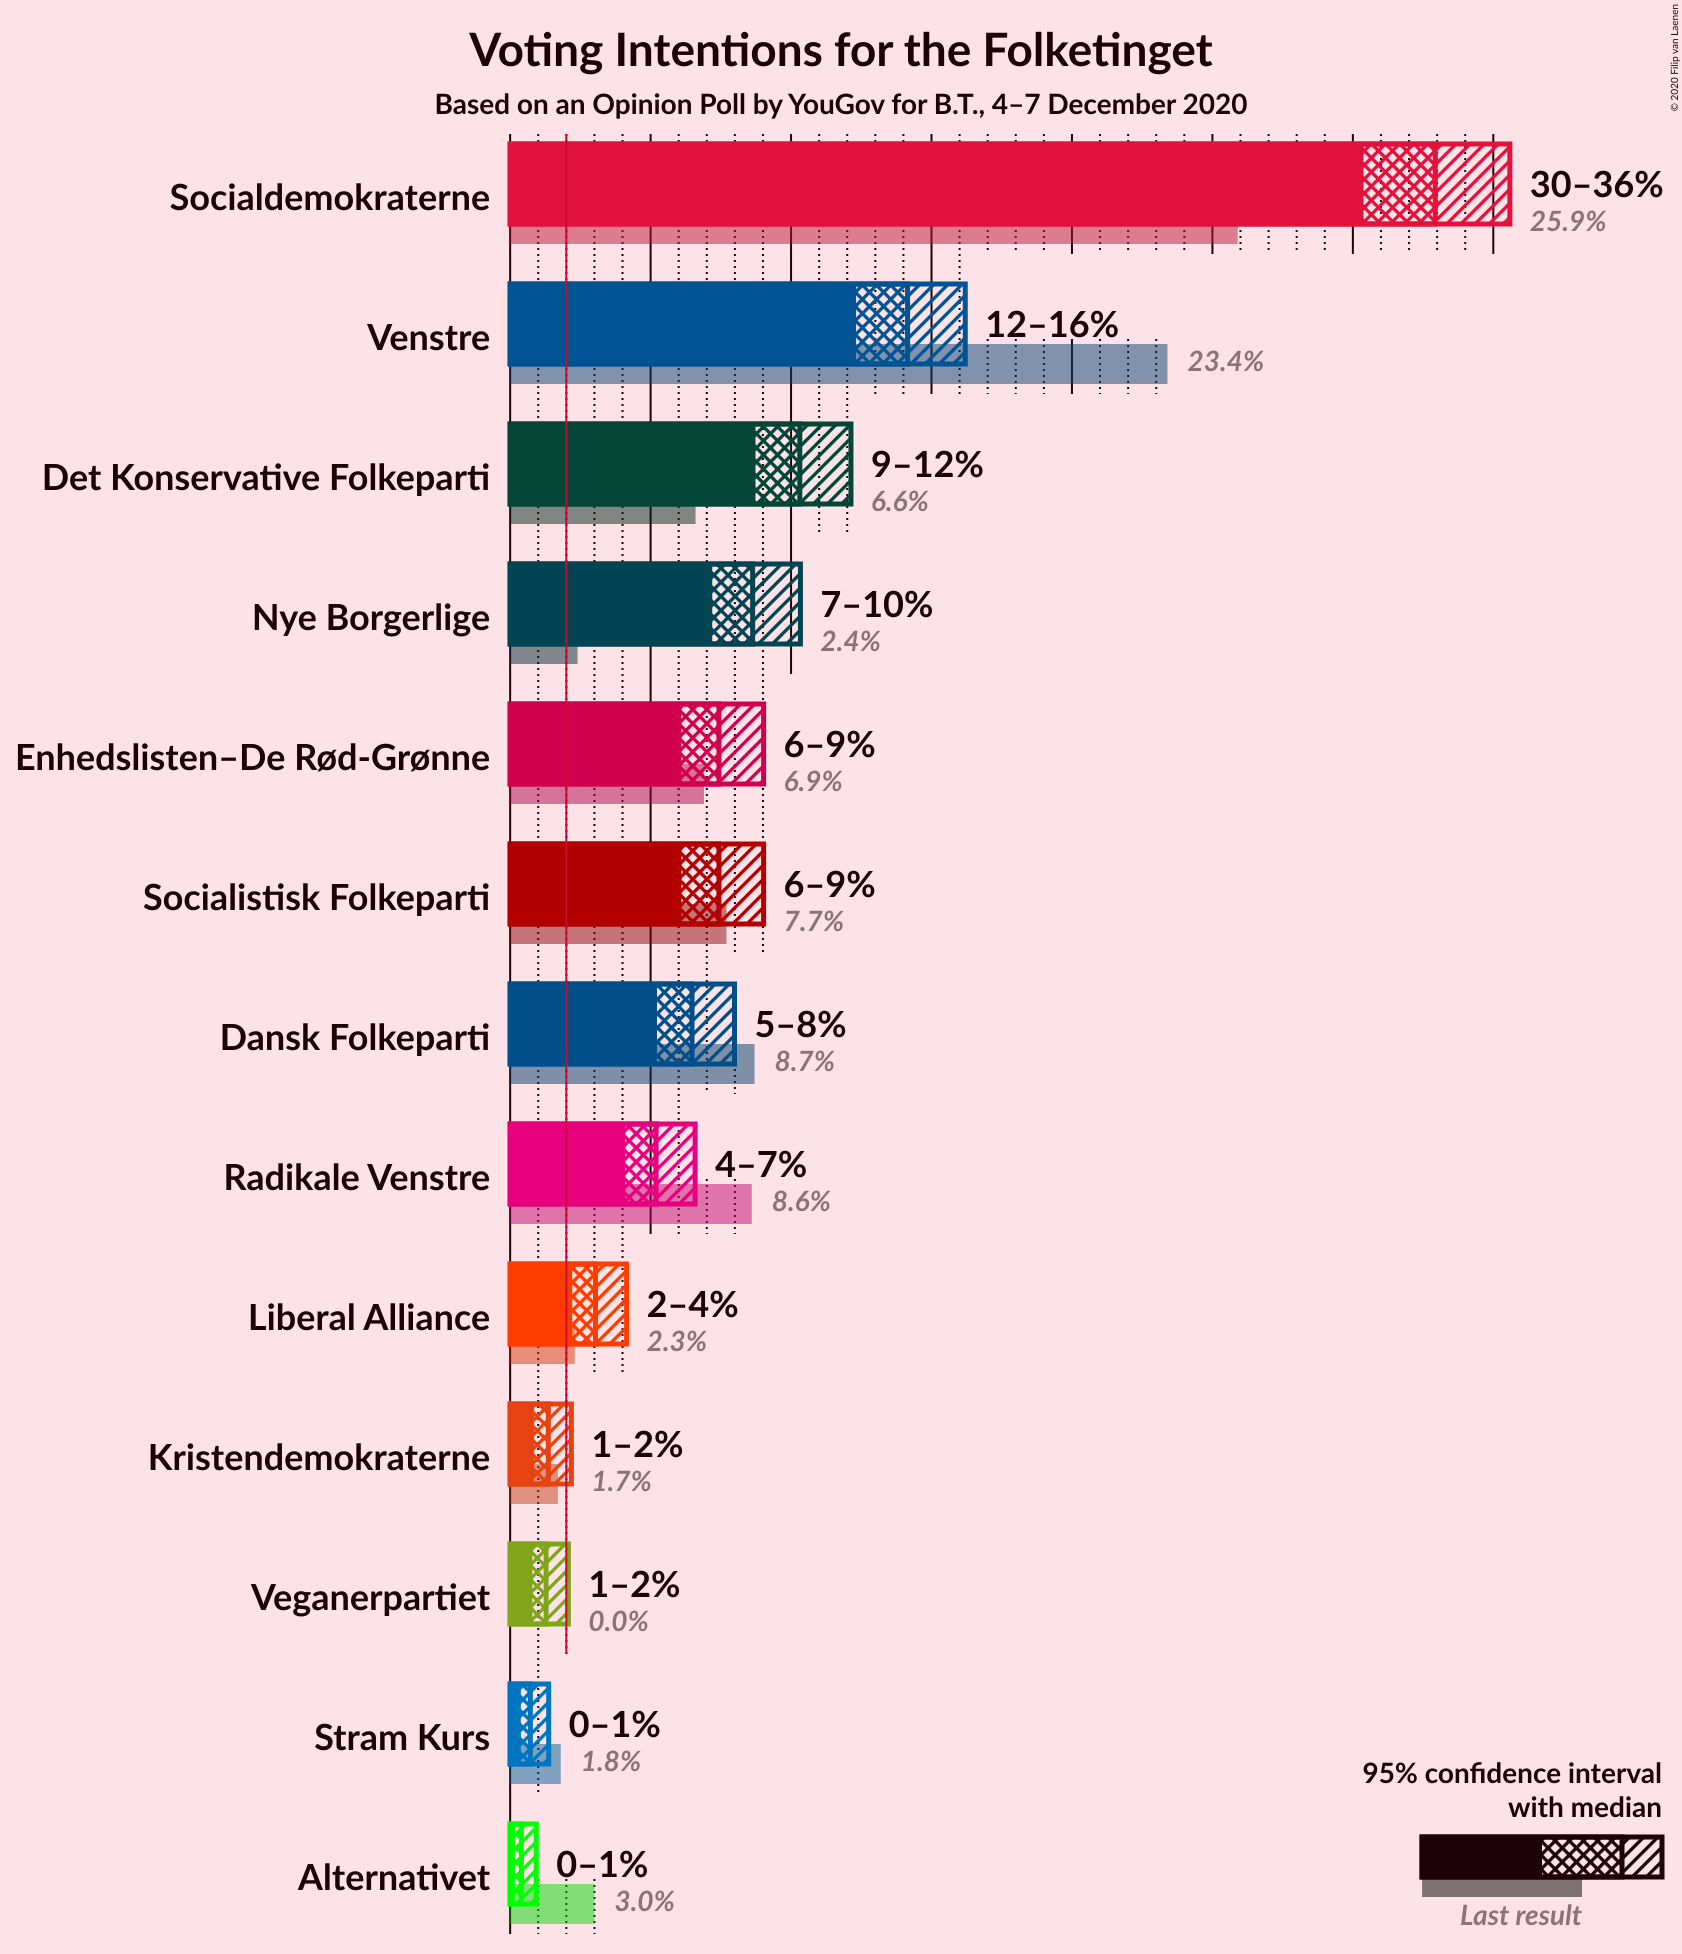 Voting Intentions for the Folketinget
Based on an Opinion Poll by YouGov for B.T., 4–7 December 2020
© 2020 Filip van Laenen
Socialdemokraterne
30–36%
25.9%
Venstre
12–16%
23.4%
Det Konservative Folkeparti
9–12%
6.6%
Nye Borgerlige
7–10%
2.4%
Enhedslisten–De Rød-Grønne
6–9%
6.9%
Socialistisk Folkeparti
6–9%
7.7%
Dansk Folkeparti
5–8%
8.7%
Radikale Venstre
4–7%
8.6%
Liberal Alliance
2–4%
2.3%
Kristendemokraterne
1–2%
1.7%
Veganerpartiet
1–2%
0.0%
Stram Kurs
0–1%
1.8%
Alternativet
0–1%
3.0%
95% confidence interval
with median
Last result